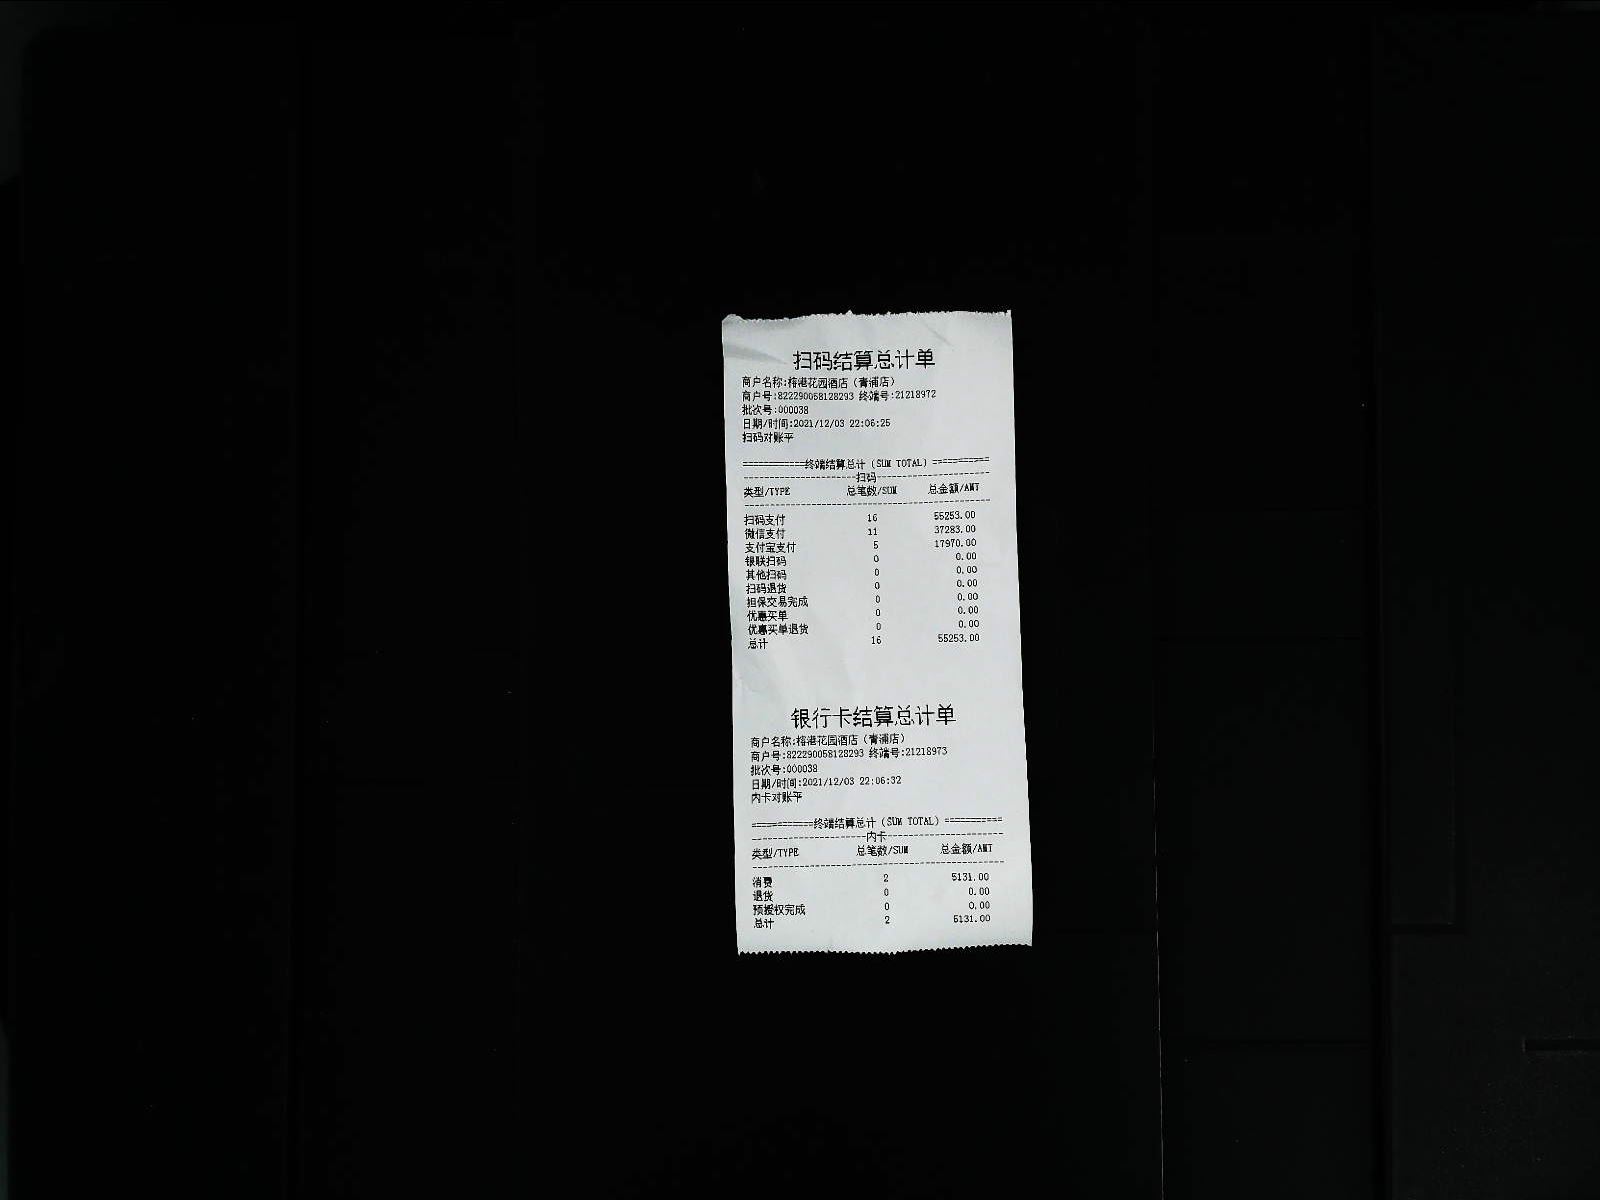 扫码结算总计单
商户名称:榕港花园酒店(青浦店)
商户号:822290058128293 终端号:21218972
批次号:000038
日期/时间:2021/12/03 22:06:25
扫码对账平
============终端结算总计(SUM TOTAL)===========
----------------------扫码----------------------
类型/TYPE 总笔数/SUM 总金额/AMT
扫码支付 16 55253.00
微信支付 11 37283.00
支付宝支付 5 17970.00
银联扫码 0 0.00
其他扫码 0 0.00
扫码退货 0 0.00
担保交易完成 0 0.00
优惠买单 0 0.00
优惠买单退货 0 0.00
总计 16 55253.00
银行卡结算总计单
商户名称:榕港花园酒店(青浦店)
商户号:822290058128293 终端号:21218973
批次号:000038
日期/时间:2021/12/03 22:06:32
内卡对账平
============终端结算总计(SUM TOTAL)===========
----------------------内卡----------------------
类型/TYPE 总笔数/SUM 总金额/AMT
消费 2 5131.00
退货 0 0.00
预授权完成 0 0.00
总计 2 5131.00